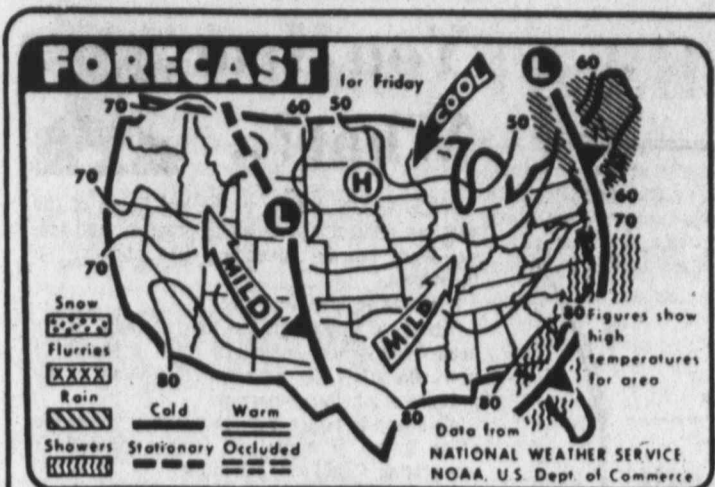 FORECAST
for Friday
70
60
50
COOL
L
60
50
70
H
60
70
L
70
MILD
MILD
80
Figures show
high
temperatures
for area
Snow
Flurries
XXXX
Rain
Showers
80
Cold
Warm
Stationary
Occluded
80
80
Data from
NATIONAL WEATHER SERVICE,
NOAA, U.S. Dept. of Commerce